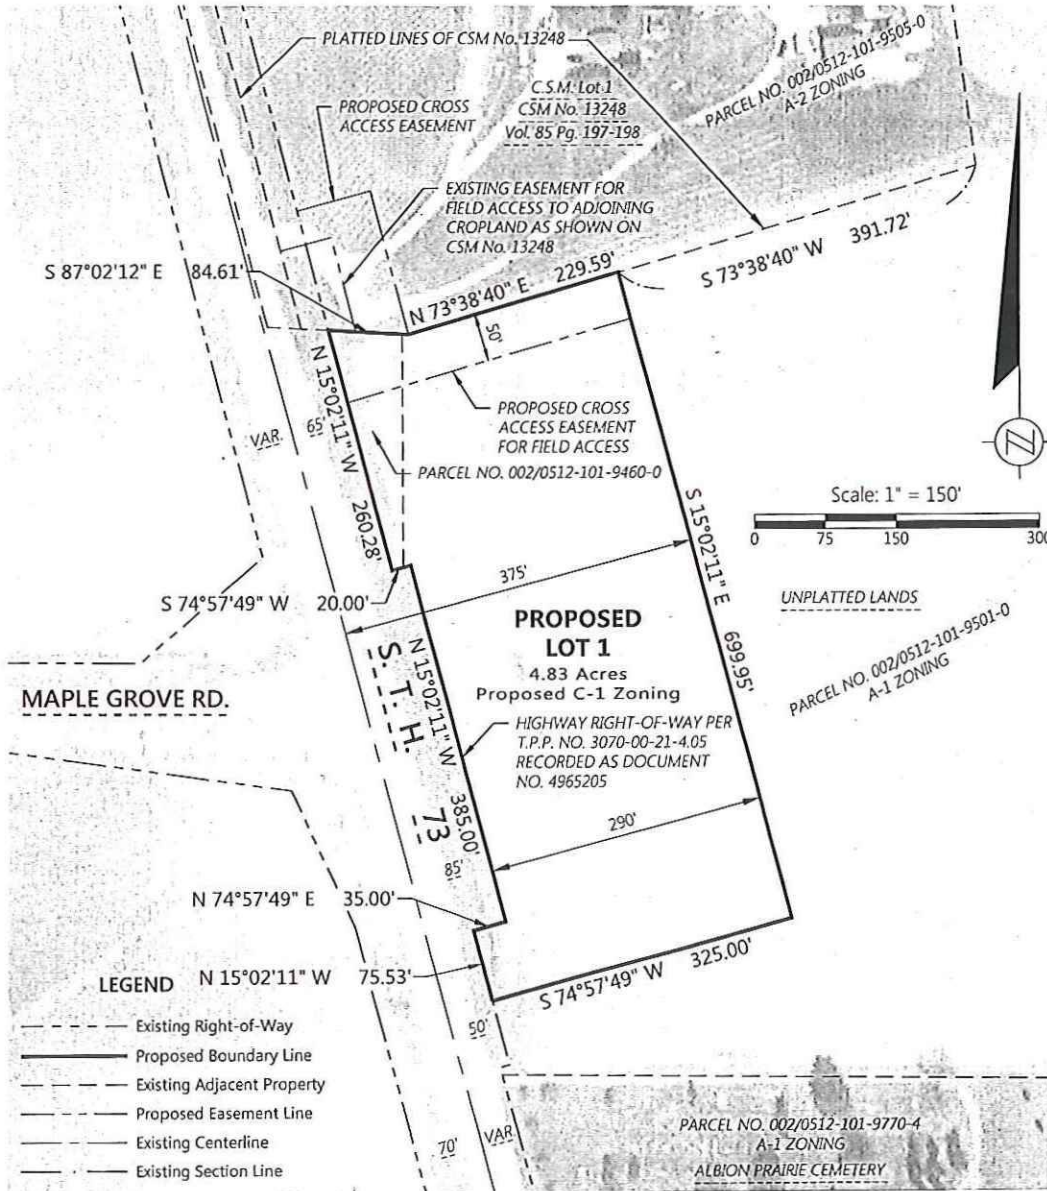 PLATTED LINES OF CSM No. 13248
PARCEL NO. 002/0512-101-9505-0
A-2 ZONING
C.S.M. Lot 1
CSM No. 13248
Vol. 85 Pg. 197-198
PROPOSED CROSS
ACCESS EASEMENT
EXISTING EASEMENT FOR
FIELD ACCESS TO ADJOINING
CROPLAND AS SHOWN ON
CSM No. 13248
S 87°02'12" E 84.61'
N 73°38'40" E 229.59'
S 73°38'40" W 391.72'
50'
N 15°02'11" W 260.28'
VAR.
65'
PROPOSED CROSS
ACCESS EASEMENT
FOR FIELD ACCESS
PARCEL NO. 002/0512-101-9460-0
Z
Scale: 1" = 150'
0 75 150 300
S 15°02'11" E 699.95'
UNPLATTED LANDS
S 74°57'49" W 20.00'
375'
PROPOSED
LOT 1
4.83 Acres
Proposed C-1 Zoning
PARCEL NO. 002/0512-101-9501-0
A-1 ZONING
MAPLE GROVE RD.
S. T. H. 73
N 15°02'11" W 385.00'
HIGHWAY RIGHT-OF-WAY PER
T.P.P. NO. 3070-00-21-4.05
RECORDED AS DOCUMENT
NO. 4965205
290'
85'
N 74°57'49" E 35.00'
N 15°02'11" W 75.53'
S 74°57'49" W 325.00'
50'
70'
VAR.
LEGEND
Existing Right-of-Way
Proposed Boundary Line
Existing Adjacent Property
Proposed Easement Line
Existing Centerline
Existing Section Line
PARCEL NO. 002/0512-101-9770-4
A-1 ZONING
ALBION PRAIRIE CEMETERY